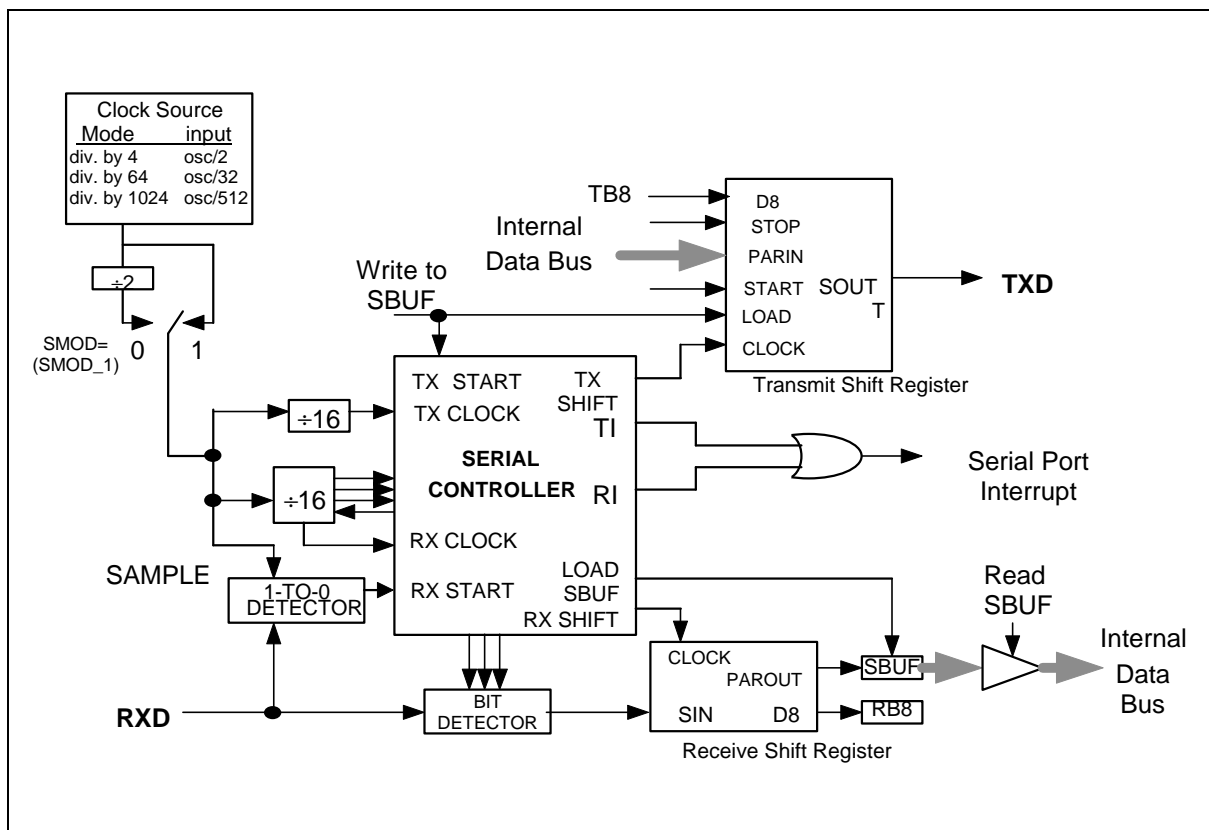 Clock Source
Mode input
div. by 4 osc/2
div. by 64 osc/32
div. by 1024 osc/512
÷2
SMOD=
(SMOD_1)
0 1
TB8
Internal
Data Bus
Write to
SBUF
D8
STOP
PARIN
START
LOAD
CLOCK
SOUT
T
TXD
Transmit Shift Register
÷16
÷16
TX START
TX CLOCK
TX
SHIFT
TI
SERIAL
CONTROLLER
RI
RX CLOCK
RX START
LOAD
SBUF
RX SHIFT
Serial Port
Interrupt
SAMPLE
1-TO-0
DETECTOR
RXD
BIT
DETECTOR
CLOCK
PAROUT
SIN D8
Receive Shift Register
SBUF
RB8
Read
SBUF
Internal
Data
Bus